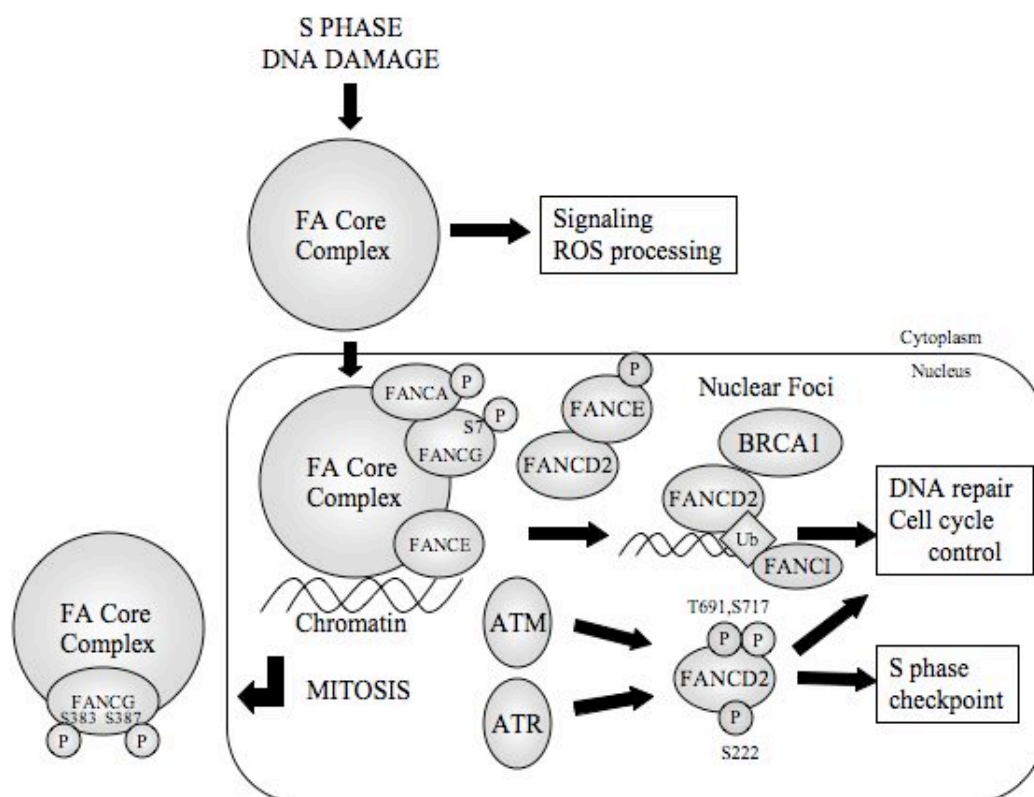 S PHASE
DNA DAMAGE
FA Core
Complex
Signaling
ROS processing
Cytoplasm
Nucleus
P
FANCA
P
S7
FANCG
FA Core
Complex
FANCE
Chromatin
P
FANCE
FANCD2
Nuclear Foci
BRCA1
FANCD2
Ub
FANCI
DNA repair
Cell cycle
control
ATM
ATR
T691,S717
P P
FANCD2
P
S222
S phase
checkpoint
MITOSIS
FA Core
Complex
FANCG
S383 S387
P P